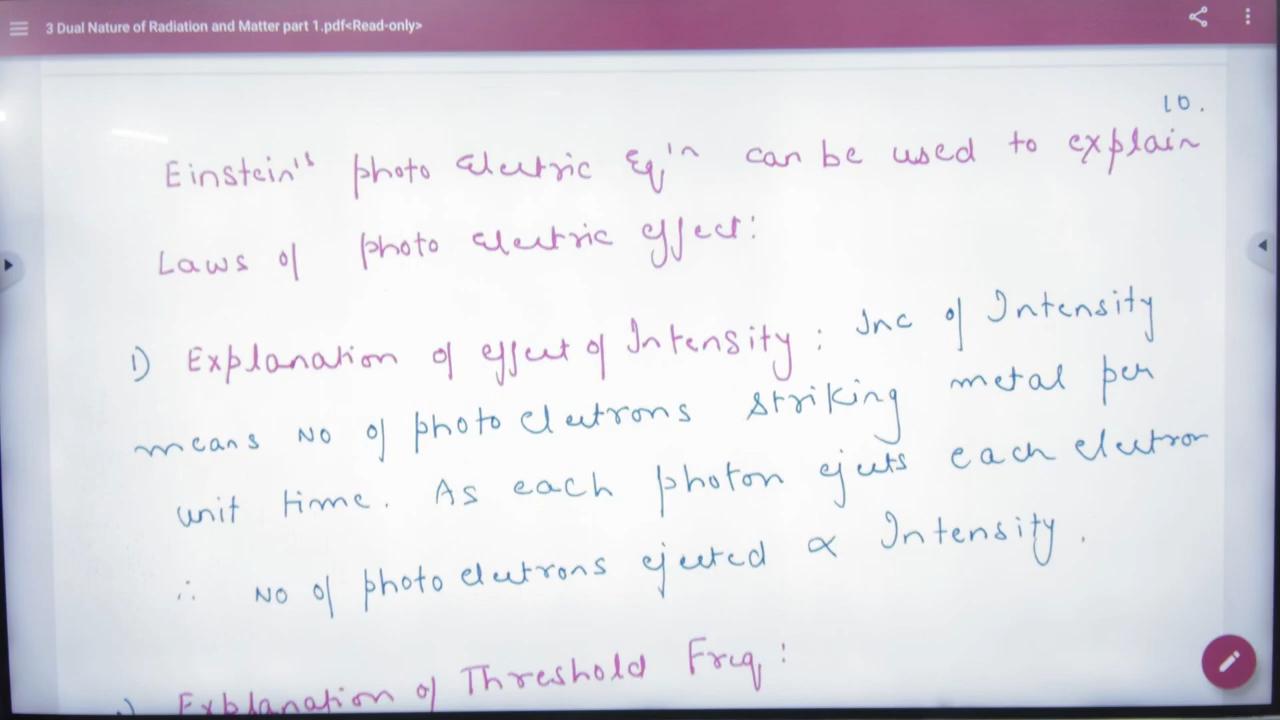 3 Dual Nature of Radiation and Matter part 1.pdf<Read-only>
10.
Einstein's photo electric Eq'n can be used to explain
Laws of photo electric effect:
1) Explanation of effect of Intensity: Inc of Intensity
means No of photo electrons striking metal per
unit time. As each photon ejects each electron
∴ No of photo electrons ejected ∝ Intensity.
Explanation of Threshold Freq: